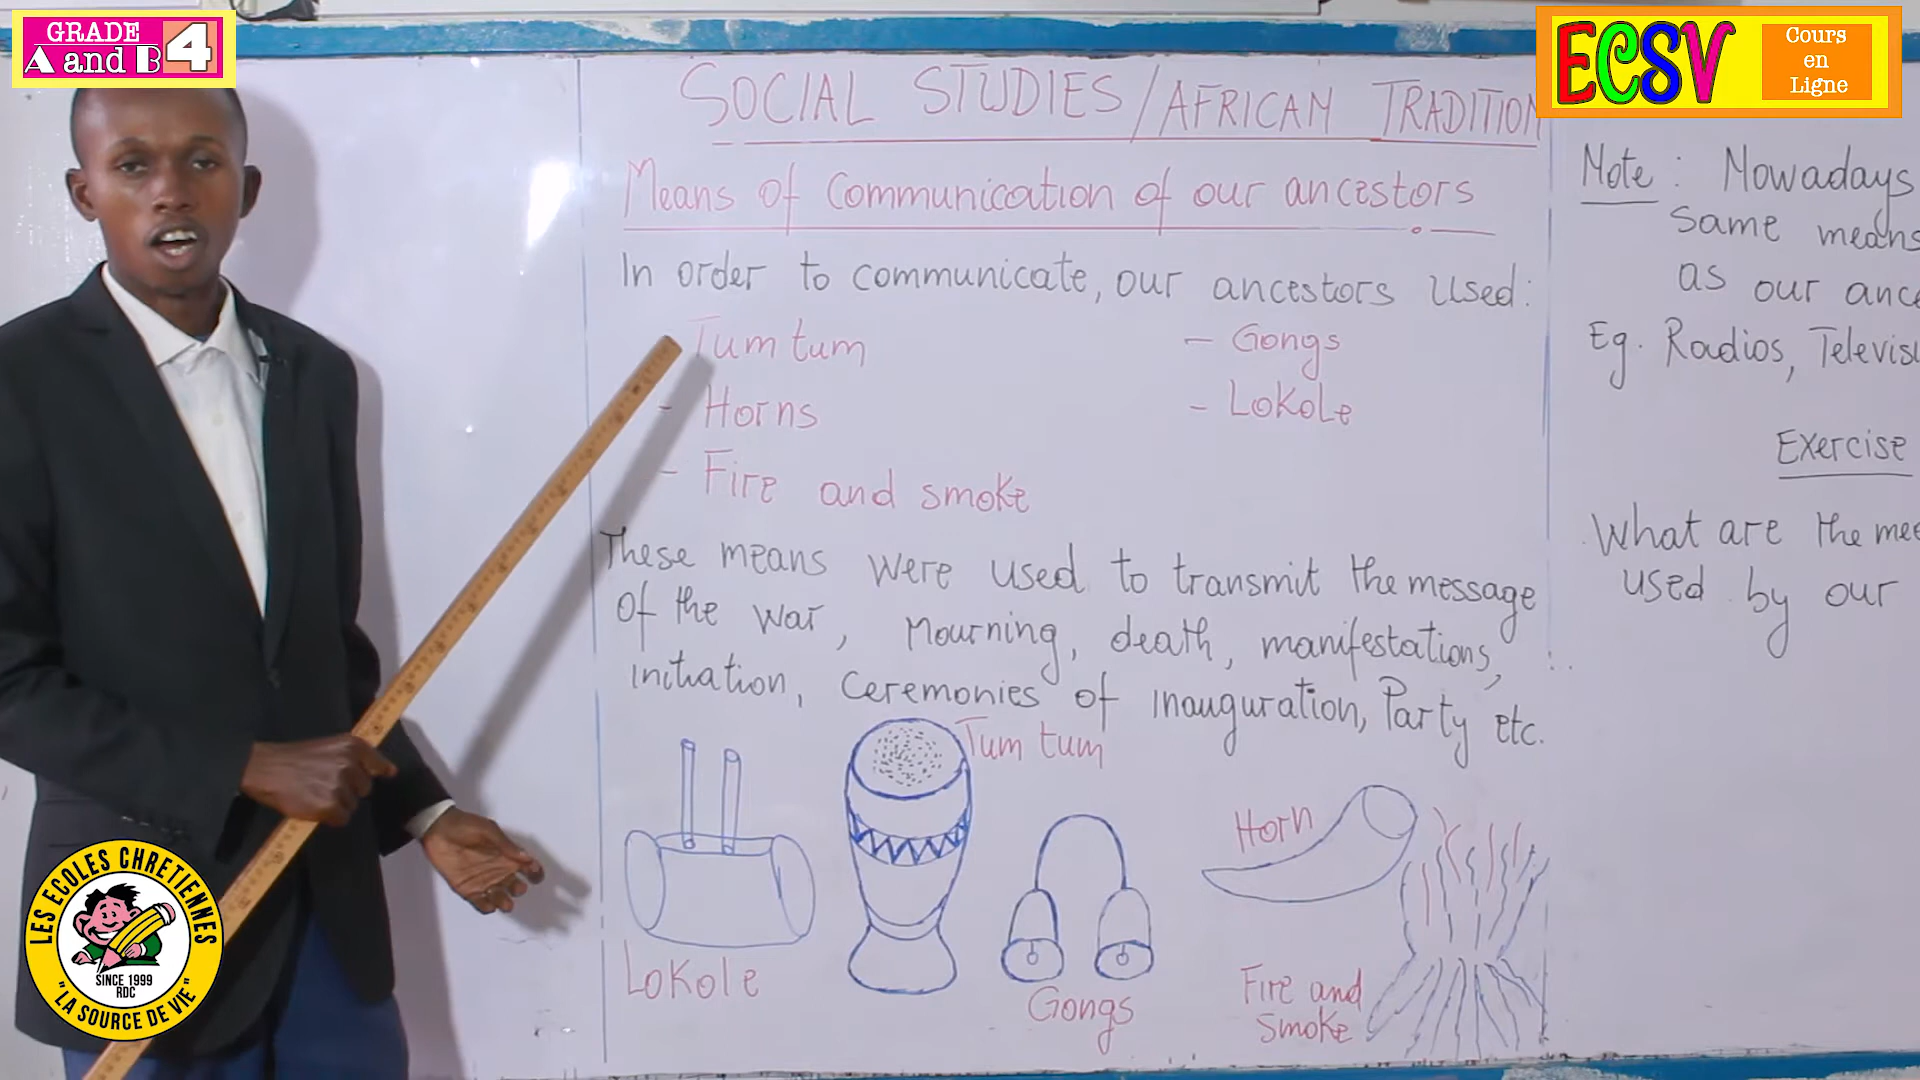 GRADE
A and B 4
ECSV
Cours
en
Ligne
SOCIAL STUDIES/AFRICAN TRADITION
Means of Communication of our ancestors
In order to communicate, our ancestors used:
- Tum tum
- Horns
- Fire and smoke
- Gongs
- Lokole
These means were used to transmit the message
of the war, Mourning, death, manifestations,
initiation, Ceremonies of inauguration, Party etc.
Tum tum
Horn
Lokole
Gongs
Fire and
Smoke
Note: Nowadays
Same means
as our
Eg. Radios,
Exercise
What are the
used by our
LES ECOLES CHRETIENNES
SINCE 1999
RDC
"LA SOURCE DE VIE"